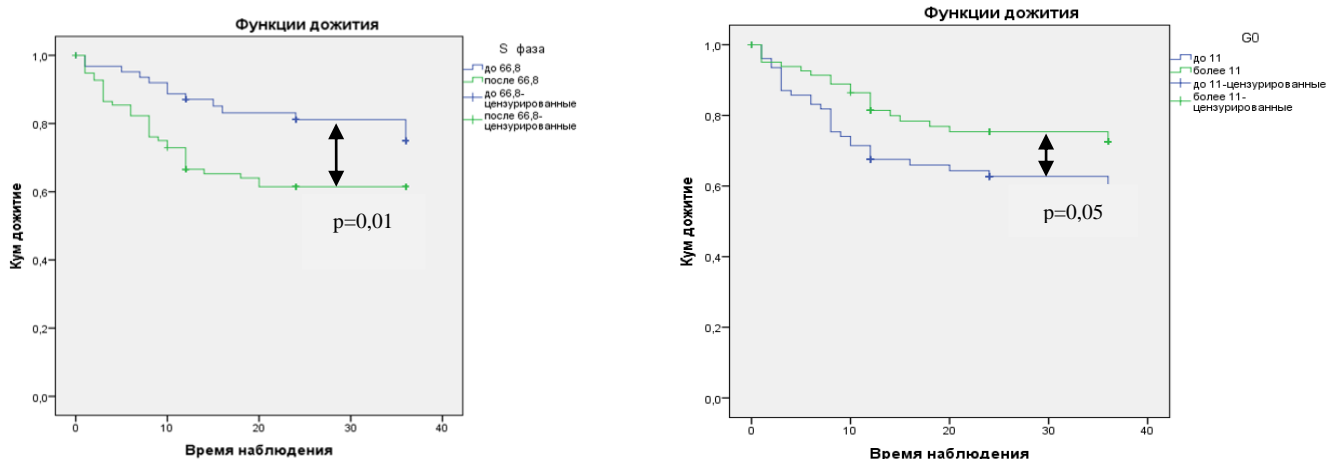 Функции дожития
S фаза
до 66,8
после 66,8
до 66,8-
цензурированные
после 66,8-
цензурированные
1,0
0,8
0,6
0,4
0,2
0,0
Кум дожитие
p=0,01
0
10
20
30
40
Время наблюдения
Функции дожития
G0
до 11
более 11
до 11-цензурированные
более 11-
цензурированные
1,0
0,8
0,6
0,4
0,2
0,0
Кум дожитие
p=0,05
0
10
20
30
40
Время наблюдения